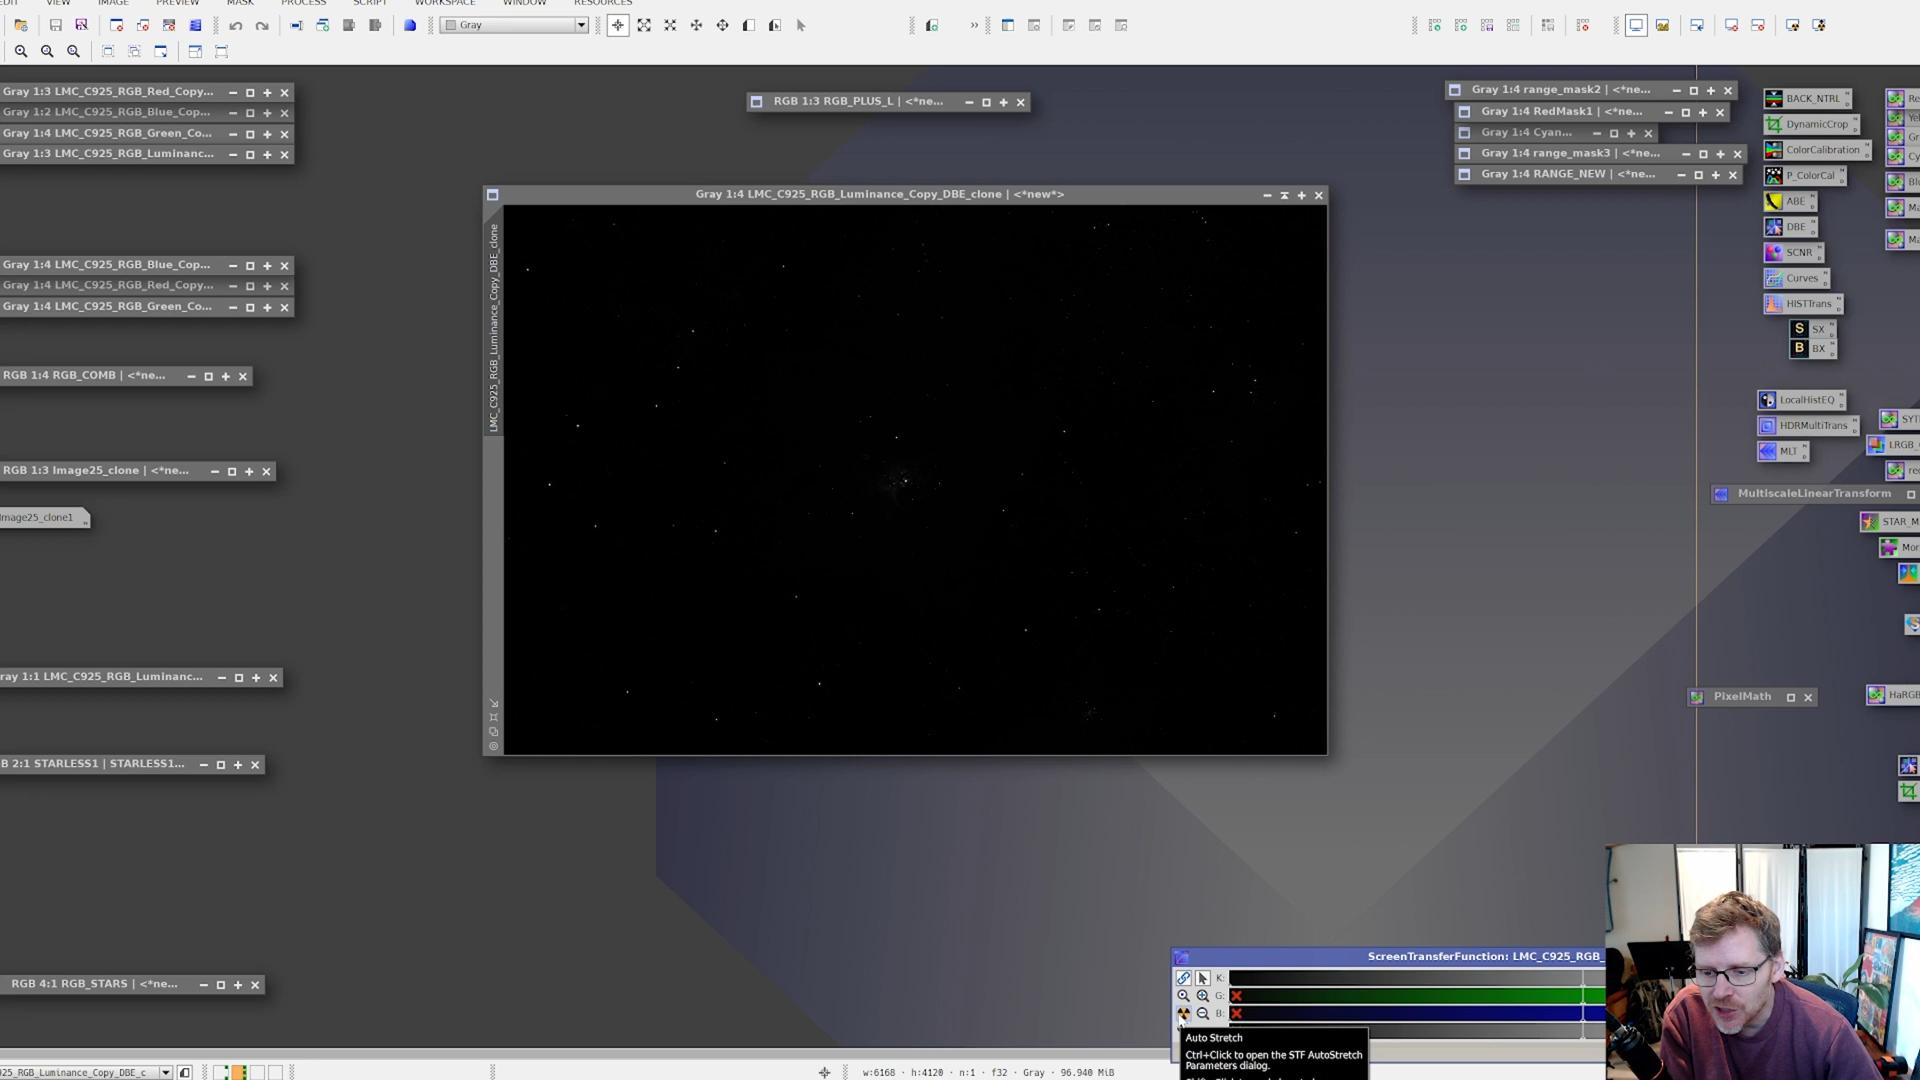 VIEW
IMAGE
PREVIEW
MASK
PROCESS
SCRIPT
WORKSPACE
WINDOW
RESOURCES
Gray
Gray 1:3 LMC_C925_RGB_Red_Copy...
Gray 1:2 LMC_C925_RGB_Blue_Cop...
Gray 1:4 LMC_C925_RGB_Green_Co...
Gray 1:3 LMC_C925_RGB_Luminanc...
RGB 1:3 RGB_PLUS_L | <*ne...
Gray 1:4 range_mask2 | <*ne...
Gray 1:4 RedMask1 | <*ne...
Gray 1:4 Cyan...
Gray 1:4 range_mask3 | <*ne...
Gray 1:4 RANGE_NEW | <*ne...
Gray 1:4 LMC_C925_RGB_Luminance_Copy_DBE_clone | <*new*>
LMC_C925_RGB_Luminance_Copy_DBE_clone
Gray 1:4 LMC_C925_RGB_Blue_Cop...
Gray 1:4 LMC_C925_RGB_Red_Copy...
Gray 1:4 LMC_C925_RGB_Green_Co...
RGB 1:4 RGB_COMB | <*ne...
RGB 1:3 Image25_clone | <*ne...
Image25_clone1
ray 1:1 LMC_C925_RGB_Luminanc...
B 2:1 STARLESS1 | STARLESS1...
RGB 4:1 RGB_STARS | <*ne...
BACK_NTRL
DynamicCrop
ColorCalibration
P_ColorCal
ABE
DBE
SCNR
Curves
HISTTrans
S SX
B BX
LocalHistEQ
HDRMultiTrans
MLT
LRGB_
MultiscaleLinearTransform
STAR_M
Mor
PixelMath
HaRGB
ScreenTransferFunction: LMC_C925_RGB_
K:
G:
B:
Auto Stretch
Ctrl+Click to open the STF AutoStretch
Parameters dialog.
25_RGB_Luminance_Copy_DBE_c
w:6168 · h:4120 · n:1 · f32 · Gray · 96.940 MiB